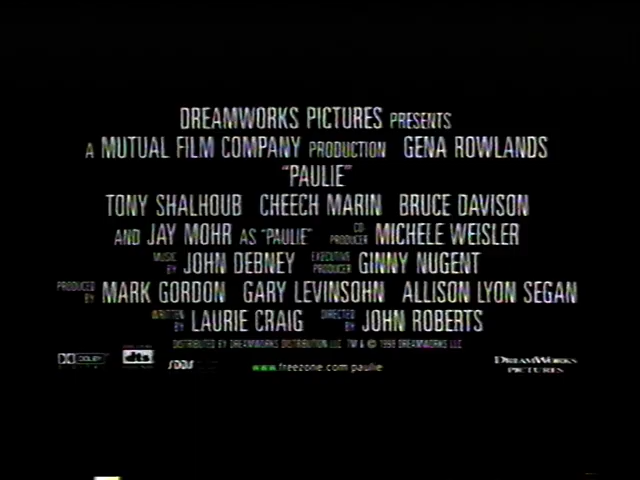 DREAMWORKS PICTURES PRESENTS
A MUTUAL FILM COMPANY PRODUCTION GENA ROWLANDS
"PAULIE"
TONY SHALHOUB CHEECH MARIN BRUCE DAVISON
AND JAY MOHR AS "PAULIE" CO-PRODUCER MICHELE WEISLER
MUSIC BY JOHN DEBNEY EXECUTIVE PRODUCER GINNY NUGENT
PRODUCED BY MARK GORDON GARY LEVINSOHN ALLISON LYON SEGAN
WRITTEN BY LAURIE CRAIG DIRECTED BY JOHN ROBERTS
DISTRIBUTED BY DREAMWORKS DISTRIBUTION LLC TM & © 1998 DREAMWORKS LLC
DOLBY dts SDDS www.freezone.com paulie DREAMWORKS PICTURES